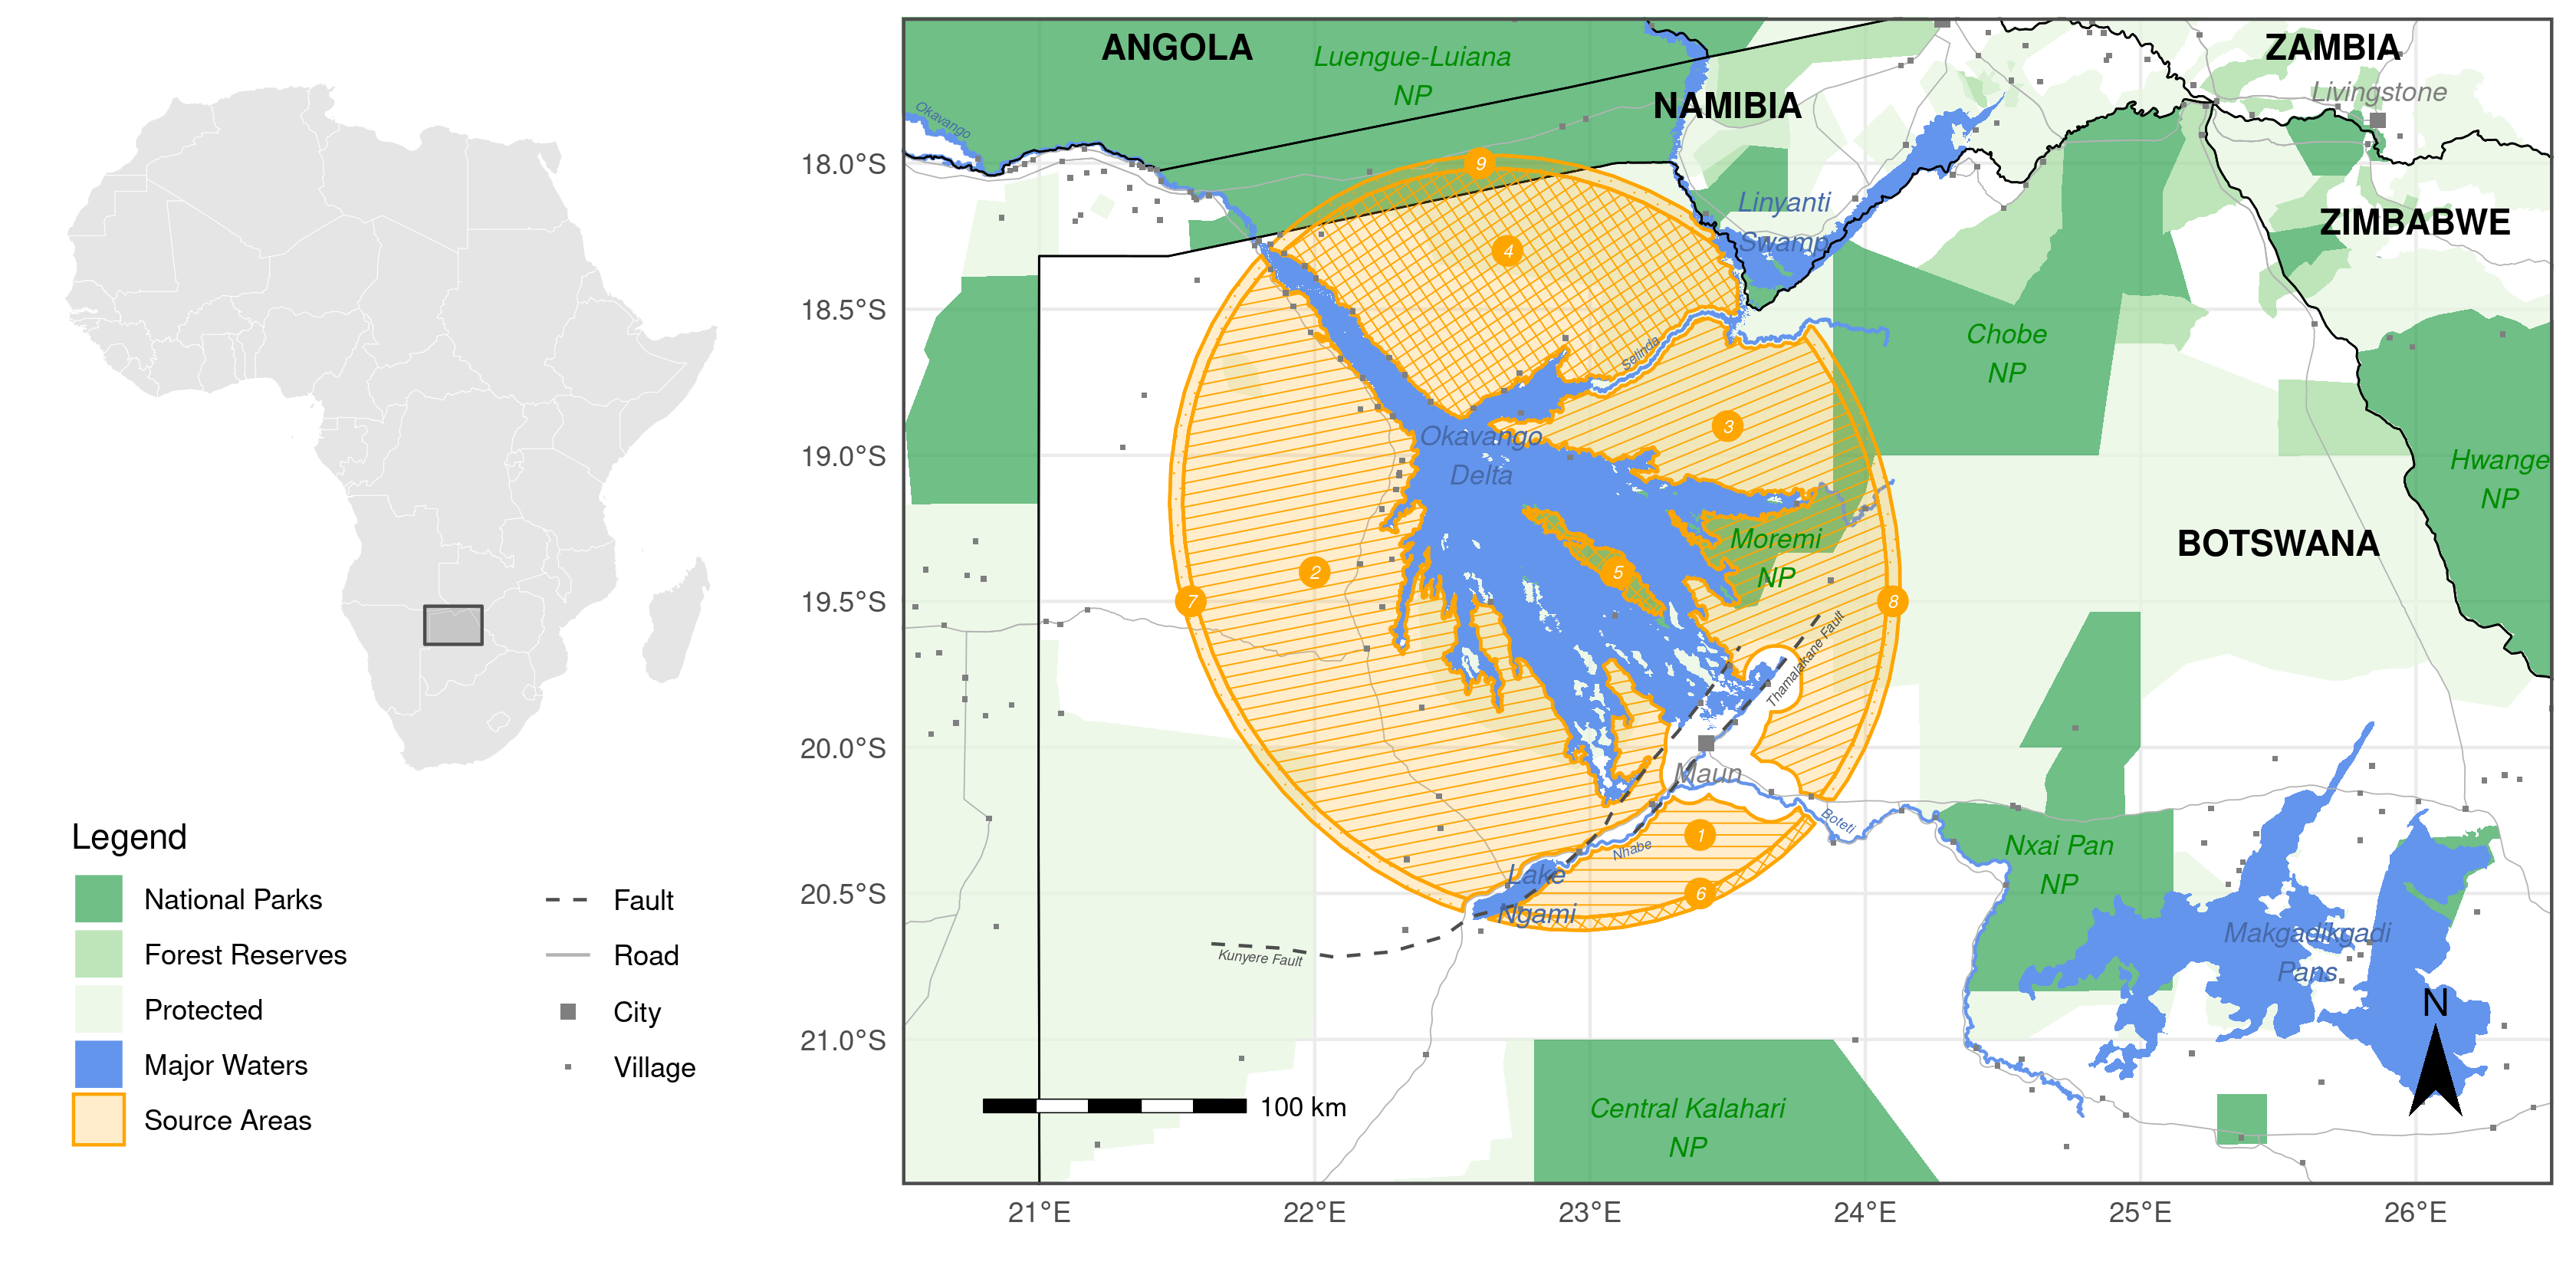 ANGOLA
Luengue-Luiana
NP
ZAMBIA
Livingstone
NAMIBIA
Okavango
18.0°S
9
Linyanti
Swamp
ZIMBABWE
4
18.5°S
Chobe
NP
Selinda
3
19.0°S
Okavango
Delta
Hwange
NP
Moremi
NP
BOTSWANA
2
5
19.5°S
7
8
Thamalakane Fault
20.0°S
Maun
1
Boteti
Nhabe
Nxai Pan
NP
20.5°S
Lake
Ngami
6
Kunyere Fault
Makgadikgadi
Pans
N
21.0°S
100 km
Central Kalahari
NP
21°E
22°E
23°E
24°E
25°E
26°E
Legend
National Parks
Forest Reserves
Protected
Major Waters
Source Areas
Fault
Road
City
Village